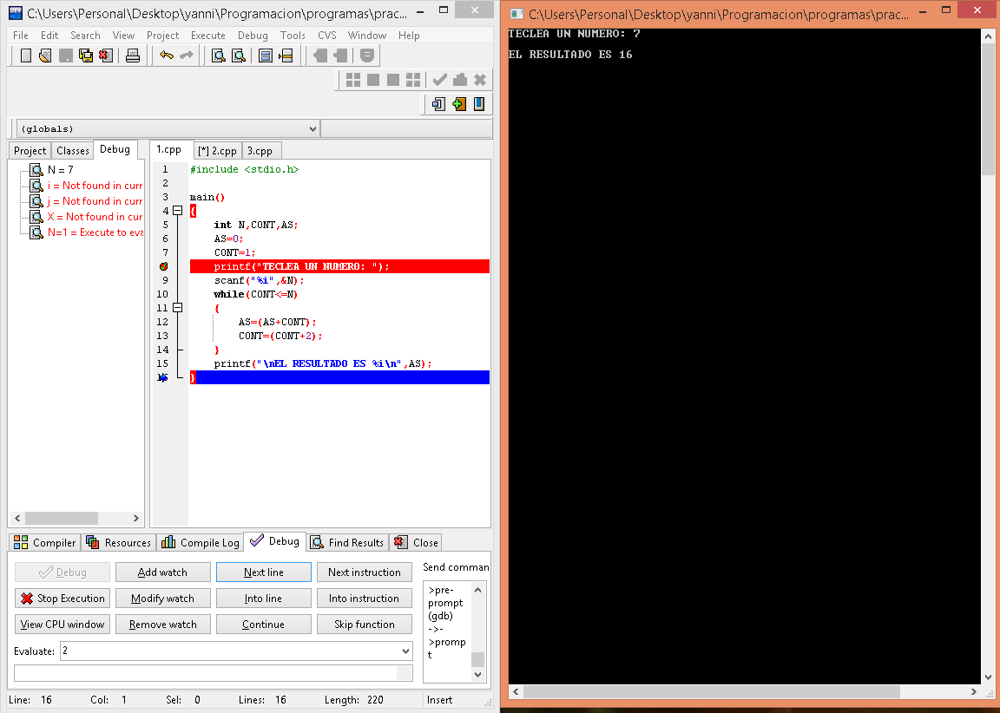 C:\Users\Personal\Desktop\yanni\Programacion\programas\prac...
File Edit Search View Project Execute Debug Tools CVS Window Help
(globals)
Project Classes Debug
N = 7
i = Not found in curr
j = Not found in curr
X = Not found in cur
N=1 = Execute to eva
1.cpp [*] 2.cpp 3.cpp
1 #include <stdio.h>
2
3 main()
4 {
5 int N,CONT,AS;
6 AS=0;
7 CONT=1;
printf("TECLEA UN NUMERO: ");
9 scanf("%i",&N);
10 while(CONT<=N)
11 {
12 AS=(AS+CONT);
13 CONT=(CONT+2);
14 }
15 printf("\nEL RESULTADO ES %i\n",AS);
}
Compiler Resources Compile Log Debug Find Results Close
Debug Add watch Next line Next instruction
Stop Execution Modify watch Into line Into instruction
View CPU window Remove watch Continue Skip function
Evaluate: 2
Send comman
>pre-
prompt
(gdb)
->-
>promp
t
Line: 16 Col: 1 Sel: 0 Lines: 16 Length: 220 Insert
C:\Users\Personal\Desktop\yanni\Programacion\programas\prac...
TECLEA UN NUMERO: 7
EL RESULTADO ES 16